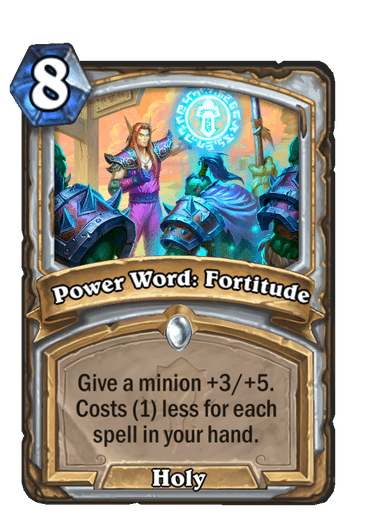 8
Power Word: Fortitude
Give a minion +3/+5.
Costs (1) less for each
spell in your hand.
Holy